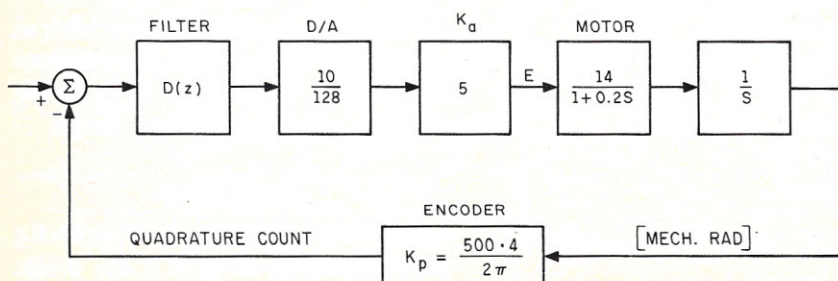 FILTER D/A Ka MOTOR
+ Σ − D(z) 10/128 5 E 14/(1+0.2S) 1/S
ENCODER
QUADRATURE COUNT Kp = 500·4/2π [MECH. RAD]